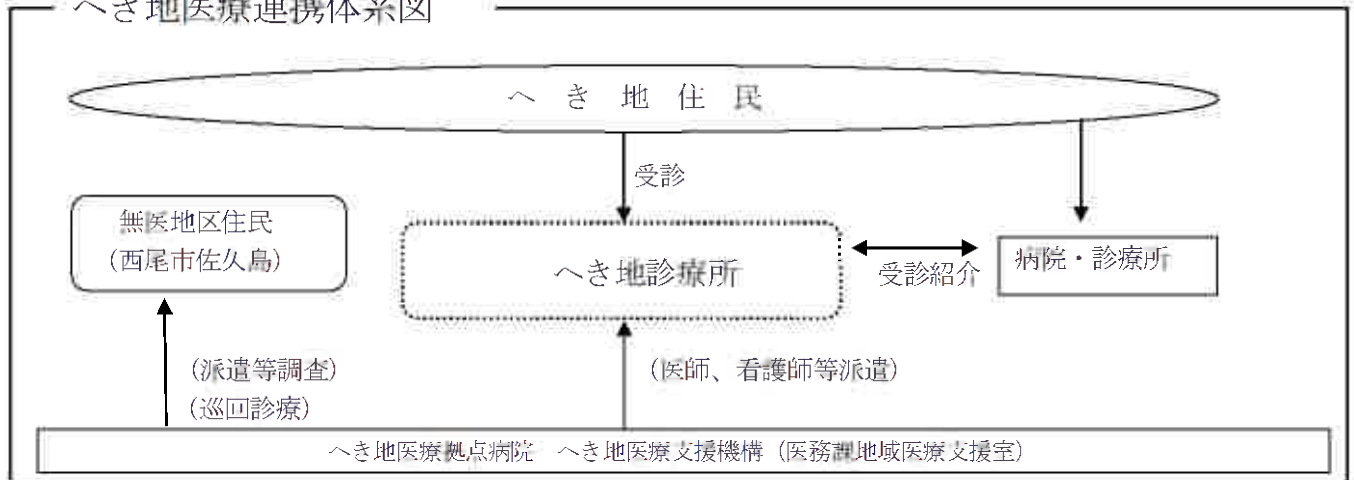 へき地医療連携体系図
へき地住民
受診
無医地区住民
(西尾市佐久島)
へき地診療所
受診紹介
病院・診療所
(派遣等調査)
(巡回診療)
(医師、看護師等派遣)
へき地医療拠点病院　へき地医療支援機構（医務課地域医療支援室）